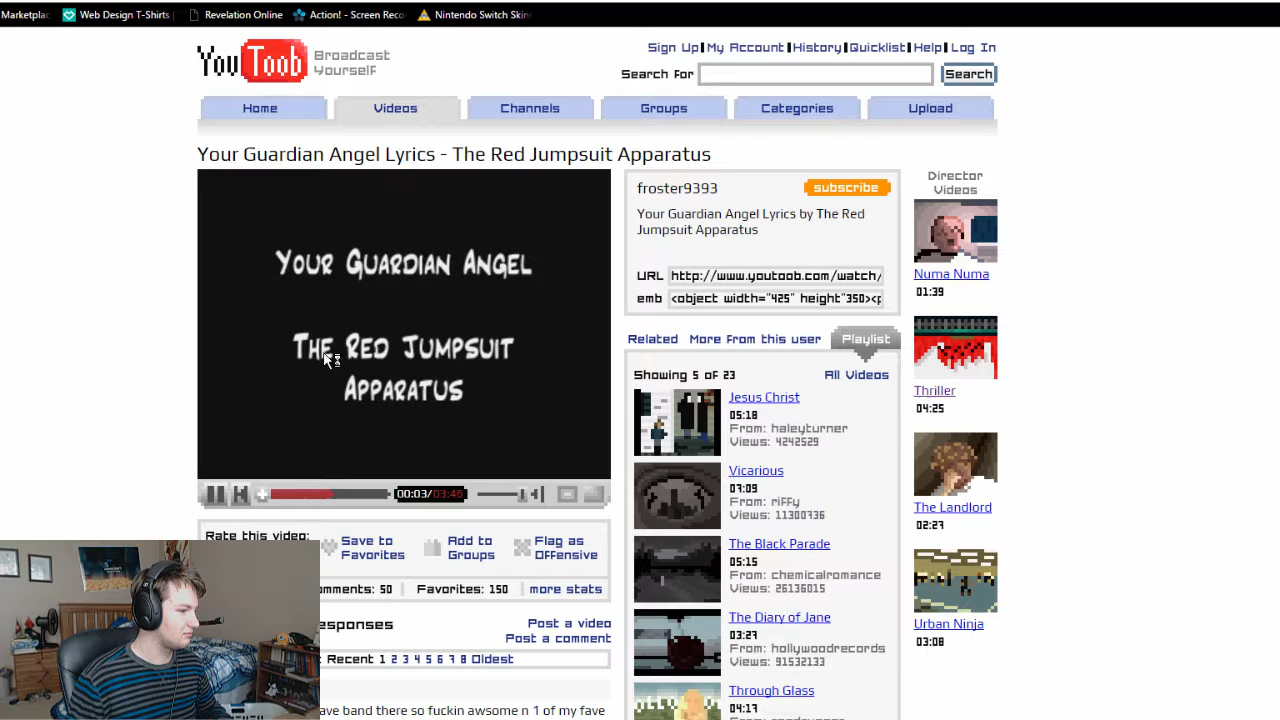 Marketplac
Web Design T-Shirts
Revelation Online
Action! - Screen Reco
Nintendo Switch Skins
YouToob
Broadcast
Yourself
Sign Up
My Account
History
Quicklist
Help
Log In
Search for
Search
Home
Videos
Channels
Groups
Categories
Upload
Your Guardian Angel Lyrics - The Red Jumpsuit Apparatus
Your Guardian Angel
The Red Jumpsuit
Apparatus
00:03/03:46
froster9393
subscribe
Your Guardian Angel Lyrics by The Red
Jumpsuit Apparatus
URL http://www.youtoob.com/watch/
emb <object width="425" height"350><p
Related
More from this user
Playlist
Showing 5 of 23
All Videos
Jesus Christ
05:18
From: haleyturner
Views: 4242529
Vicarious
07:09
From: riffy
Views: 11300736
The Black Parade
05:15
From: chemicalromance
Views: 26136015
The Diary of Jane
03:27
From: hollywoodrecords
Views: 91532133
Through Glass
04:17
Director
Videos
Numa Numa
01:39
Thriller
04:25
The Landlord
02:27
Urban Ninja
03:08
Rate this video:
Save to
Favorites
Add to
Groups
Flag as
Offensive
mments: 50
Favorites: 150
more stats
esponses
Post a video
Post a comment
Recent 1 2 3 4 5 6 7 8 Oldest
ave band there so fuckin awsome n 1 of my fave